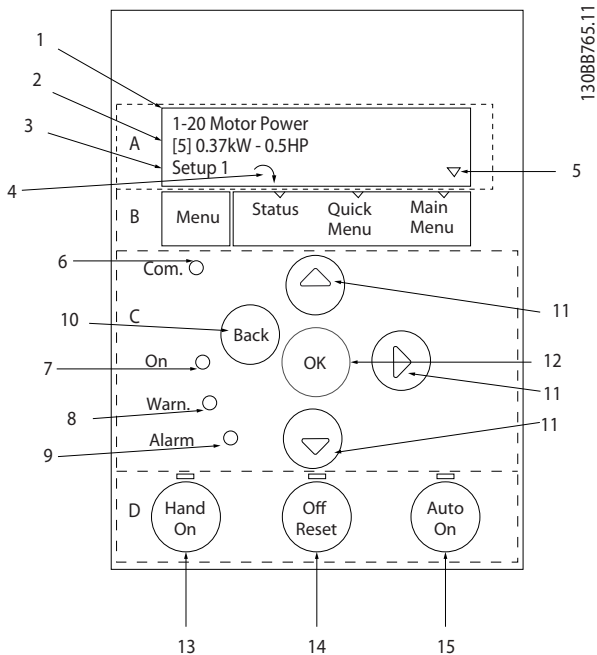 130BB765.11
1
2
3
4
5
A
1-20 Motor Power
[5] 0.37kW - 0.5HP
Setup 1
B
Menu
Status
Quick
Menu
Main
Menu
6
Com.
C
10
Back
11
7
On
OK
12
11
8
Warn.
11
9
Alarm
D
Hand
On
Off
Reset
Auto
On
13
14
15